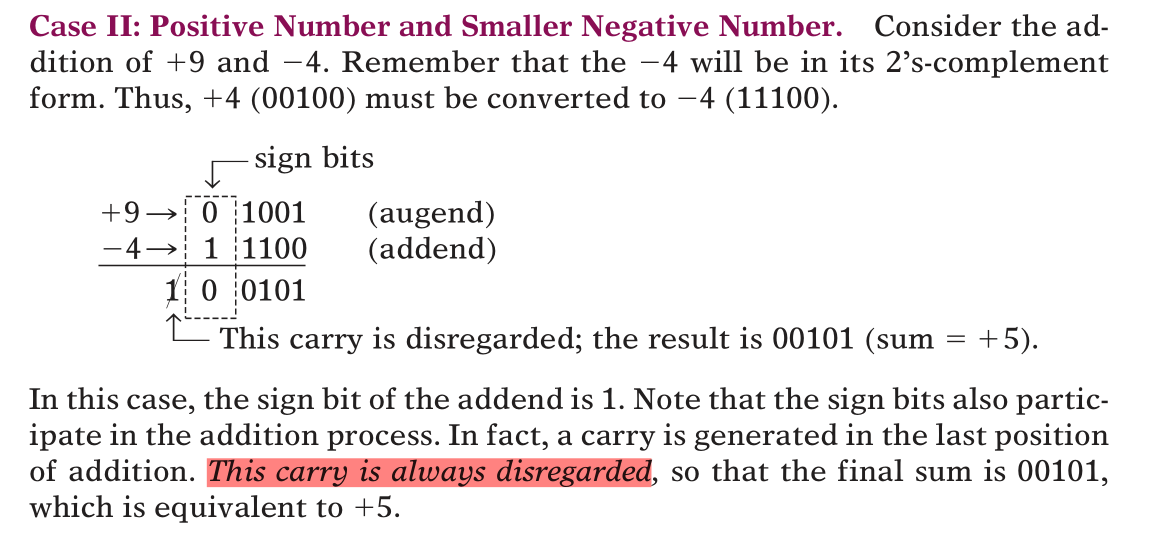 Case II: Positive Number and Smaller Negative Number. Consider the ad-
dition of +9 and −4. Remember that the −4 will be in its 2’s-complement
form. Thus, +4 (00100) must be converted to −4 (11100).
sign bits
+9→ 0 1001 (augend)
−4→ 1 1100 (addend)
1 0 0101
This carry is disregarded; the result is 00101 (sum = +5).
In this case, the sign bit of the addend is 1. Note that the sign bits also partic-
ipate in the addition process. In fact, a carry is generated in the last position
of addition. This carry is always disregarded, so that the final sum is 00101,
which is equivalent to +5.